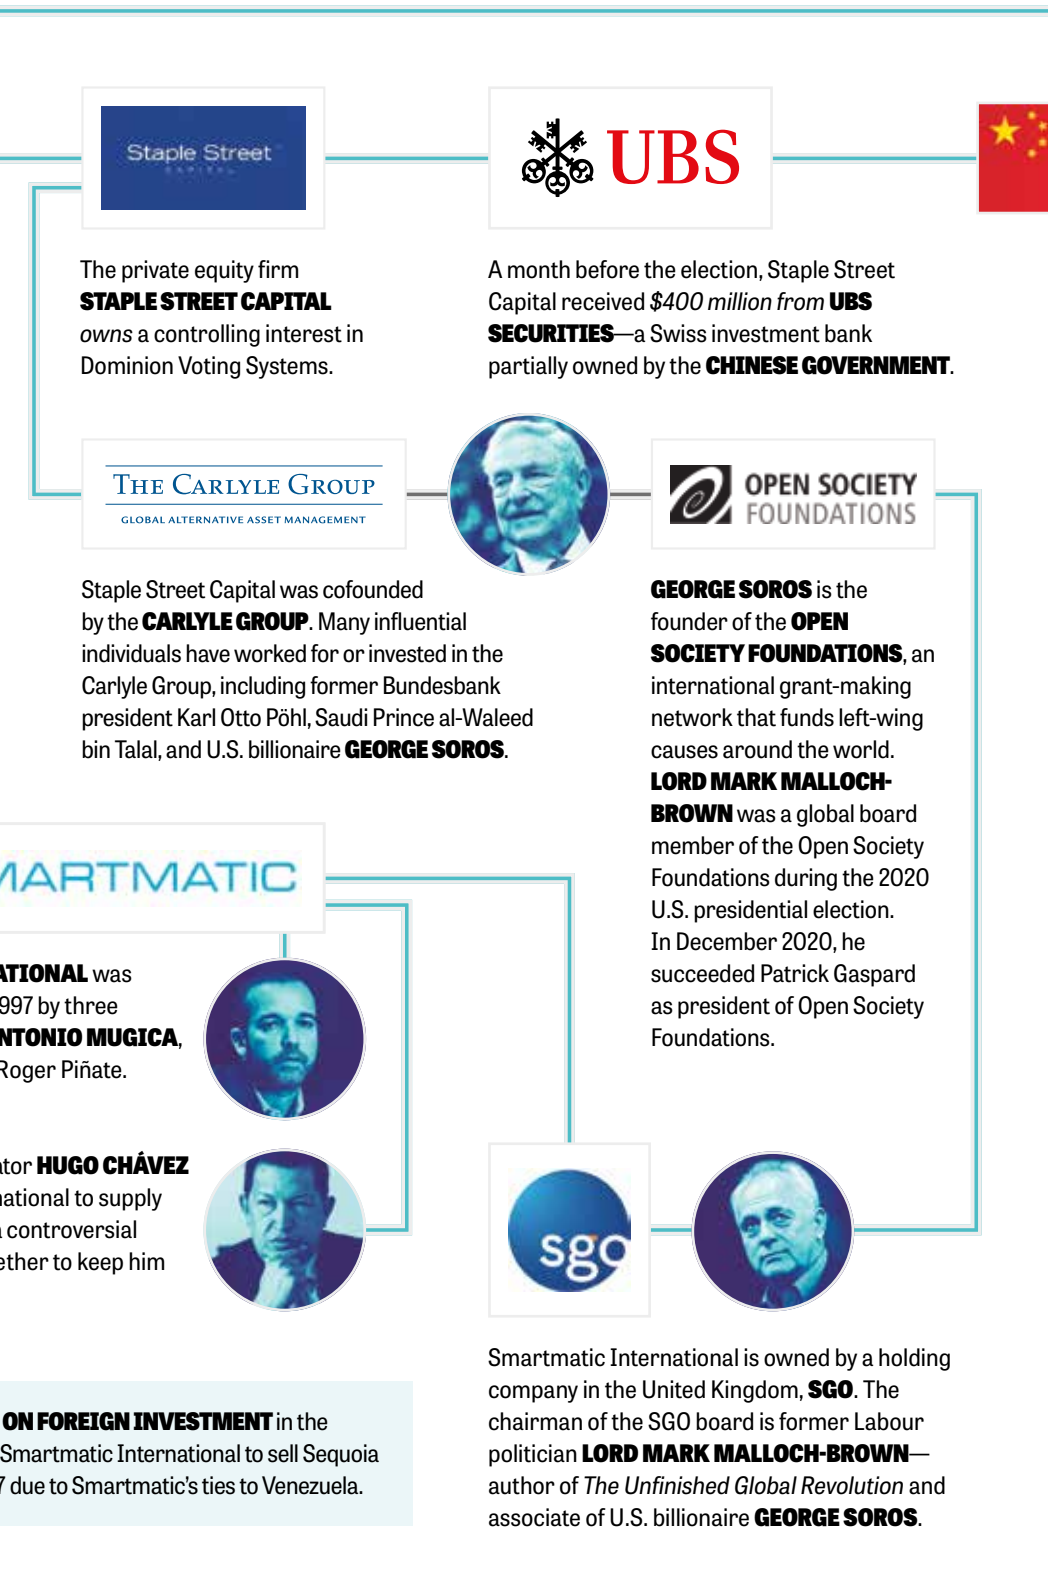 Staple Street
CAPITAL
UBS
The private equity firm
STAPLE STREET CAPITAL
owns a controlling interest in
Dominion Voting Systems.
A month before the election, Staple Street
Capital received $400 million from UBS
SECURITIES—a Swiss investment bank
partially owned by the CHINESE GOVERNMENT.
THE CARLYLE GROUP
GLOBAL ALTERNATIVE ASSET MANAGEMENT
OPEN SOCIETY
FOUNDATIONS
Staple Street Capital was cofounded
by the CARLYLE GROUP. Many influential
individuals have worked for or invested in the
Carlyle Group, including former Bundesbank
president Karl Otto Pöhl, Saudi Prince al-Waleed
bin Talal, and U.S. billionaire GEORGE SOROS.
GEORGE SOROS is the
founder of the OPEN
SOCIETY FOUNDATIONS, an
international grant-making
network that funds left-wing
causes around the world.
LORD MARK MALLOCH-
BROWN was a global board
member of the Open Society
Foundations during the 2020
U.S. presidential election.
In December 2020, he
succeeded Patrick Gaspard
as president of Open Society
Foundations.
MARTMATIC
ATIONAL was
997 by three
NTONIO MUGICA,
Roger Piñate.
ator HUGO CHÁVEZ
national to supply
a controversial
ether to keep him
sgo
ON FOREIGN INVESTMENT in the
Smartmatic International to sell Sequoia
7 due to Smartmatic's ties to Venezuela.
Smartmatic International is owned by a holding
company in the United Kingdom, SGO. The
chairman of the SGO board is former Labour
politician LORD MARK MALLOCH-BROWN—
author of The Unfinished Global Revolution and
associate of U.S. billionaire GEORGE SOROS.